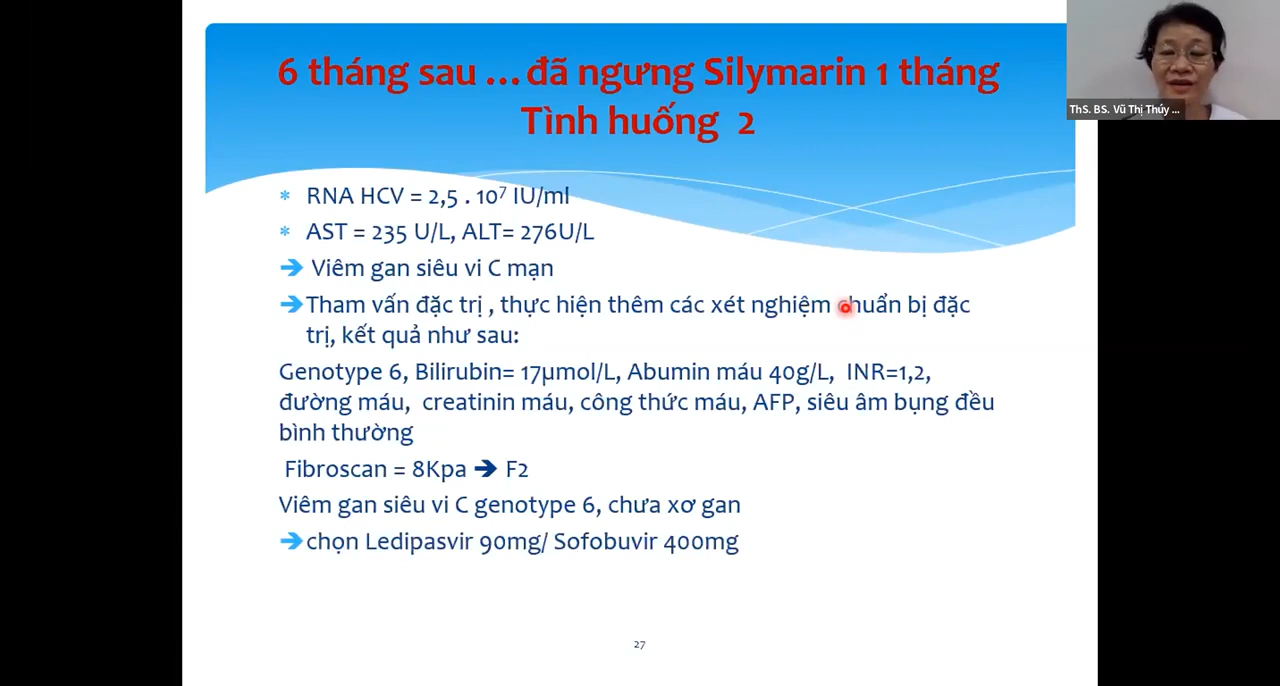 6 tháng sau ...đã ngưng Silymarin 1 tháng
Tình huống 2
ThS. BS. Vũ Thị Thúy ...
* RNA HCV = 2,5 . 10⁷ IU/ml
* AST = 235 U/L, ALT= 276U/L
➔ Viêm gan siêu vi C mạn
➔ Tham vấn đặc trị , thực hiện thêm các xét nghiệm chuẩn bị đặc
trị, kết quả như sau:
Genotype 6, Bilirubin= 17µmol/L, Abumin máu 40g/L, INR=1,2,
đường máu, creatinin máu, công thức máu, AFP, siêu âm bụng đều
bình thường
Fibroscan = 8Kpa ➔ F2
Viêm gan siêu vi C genotype 6, chưa xơ gan
➔ chọn Ledipasvir 90mg/ Sofobuvir 400mg
27